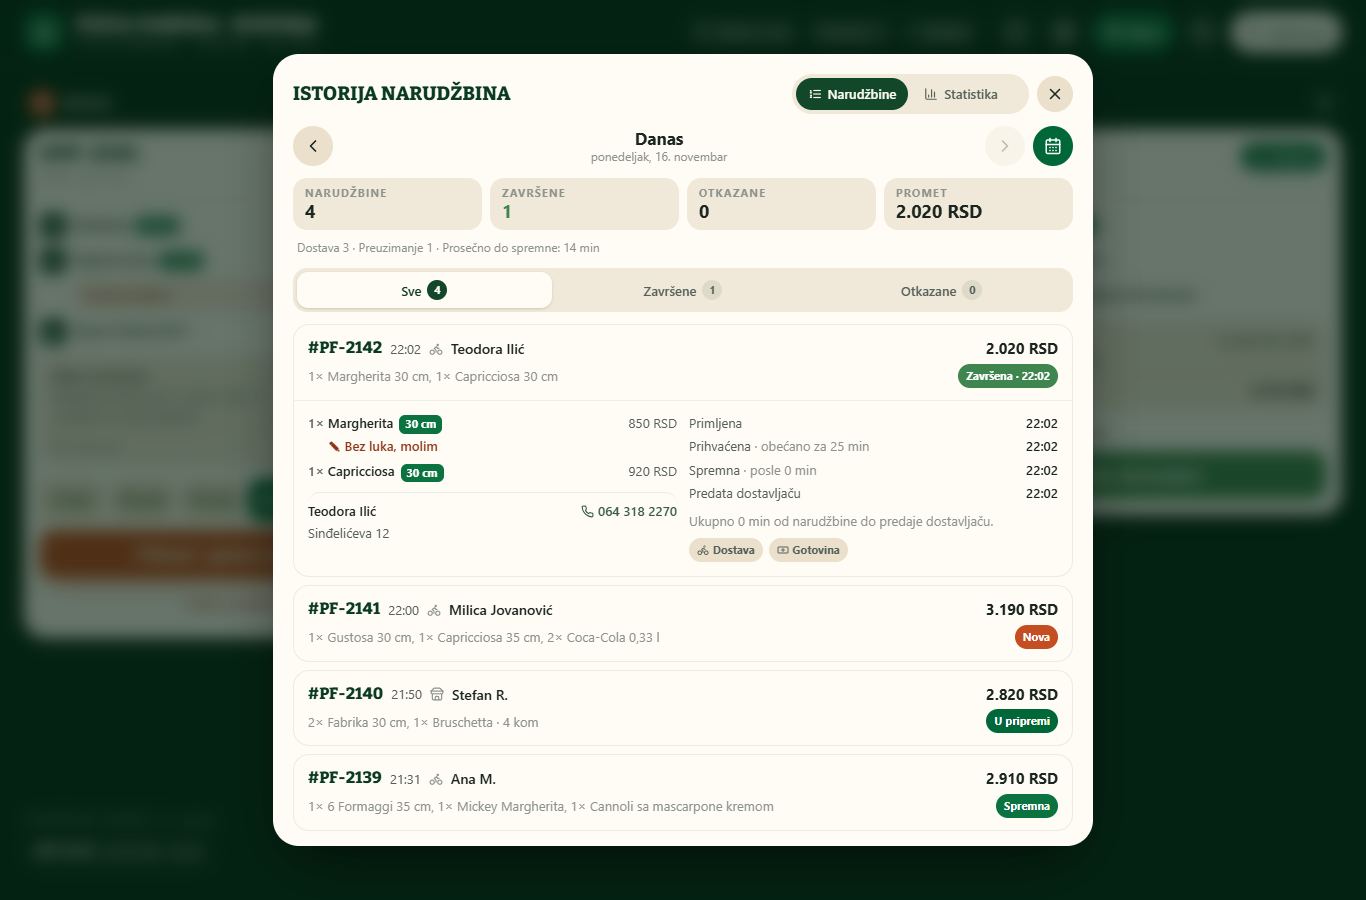 ISTORIJA NARUDŽBINA
Narudžbine
Statistika
Danas
ponedeljak, 16. novembar
NARUDŽBINE
4
ZAVRŠENE
1
OTKAZANE
0
PROMET
2.020 RSD
Dostava 3 · Preuzimanje 1 · Prosečno do spremne: 14 min
Sve 4
Završene 1
Otkazane 0
#PF-2142 22:02 Teodora Ilić 2.020 RSD
1× Margherita 30 cm, 1× Capricciosa 30 cm Završena · 22:02
1× Margherita 30 cm 850 RSD
Bez luka, molim
1× Capricciosa 30 cm 920 RSD
Teodora Ilić 064 318 2270
Sinđelićeva 12
Primljena 22:02
Prihvaćena · obećano za 25 min 22:02
Spremna · posle 0 min 22:02
Predata dostavljaču 22:02
Ukupno 0 min od narudžbine do predaje dostavljaču.
Dostava Gotovina
#PF-2141 22:00 Milica Jovanović 3.190 RSD
1× Gustosa 30 cm, 1× Capricciosa 35 cm, 2× Coca-Cola 0,33 l Nova
#PF-2140 21:50 Stefan R. 2.820 RSD
2× Fabrika 30 cm, 1× Bruschetta · 4 kom U pripremi
#PF-2139 21:31 Ana M. 2.910 RSD
1× 6 Formaggi 35 cm, 1× Mickey Margherita, 1× Cannoli sa mascarpone kremom Spremna